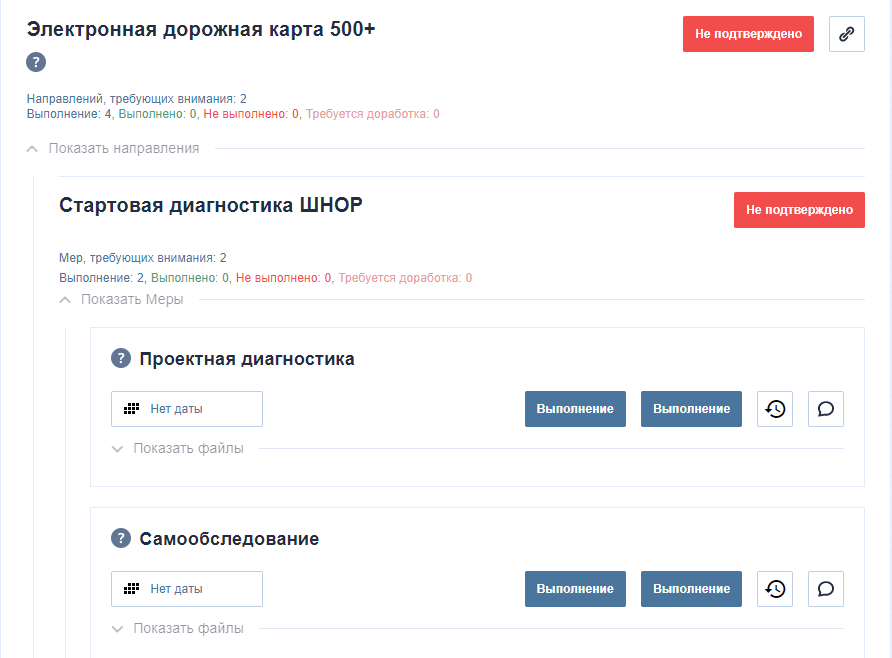 Электронная дорожная карта 500+
Не подтверждено
?
Направлений, требующих внимания: 2
Выполнение: 4, Выполнено: 0, Не выполнено: 0, Требуется доработка: 0
Показать направления
Стартовая диагностика ШНОР
Не подтверждено
Мер, требующих внимания: 2
Выполнение: 2, Выполнено: 0, Не выполнено: 0, Требуется доработка: 0
Показать Меры
? Проектная диагностика
Нет даты Выполнение Выполнение
Показать файлы
? Самообследование
Нет даты Выполнение Выполнение
Показать файлы